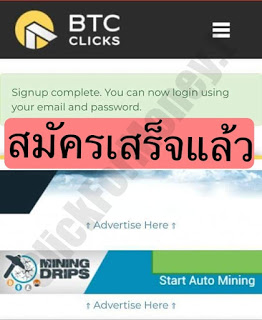 BTC
CLICKS
Signup complete. You can now login using
your email and password.
สมัครเสร็จแล้ว
↑ Advertise Here ↑
MINING
DRIPS
Start Auto Mining
↑ Advertise Here ↑